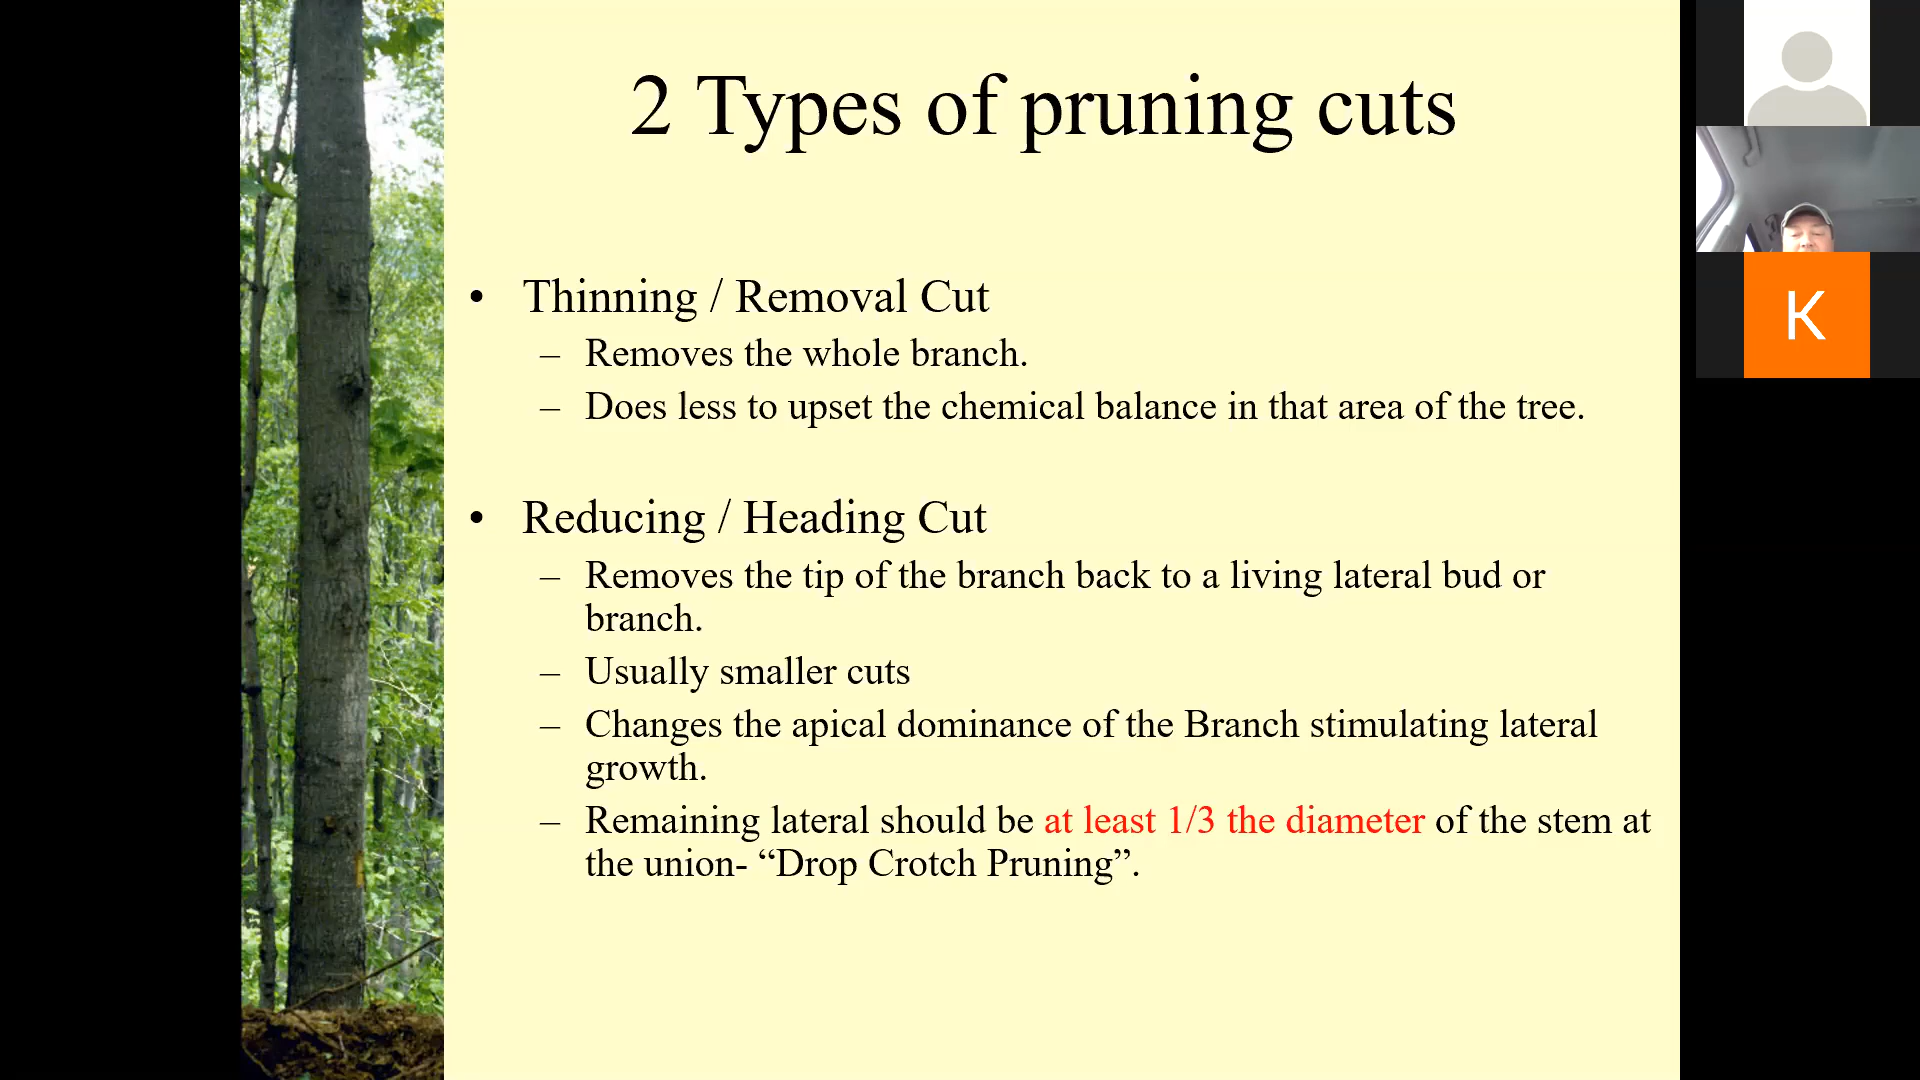 2 Types of pruning cuts
• Thinning / Removal Cut
– Removes the whole branch.
– Does less to upset the chemical balance in that area of the tree.
• Reducing / Heading Cut
– Removes the tip of the branch back to a living lateral bud or
branch.
– Usually smaller cuts
– Changes the apical dominance of the Branch stimulating lateral
growth.
– Remaining lateral should be at least 1/3 the diameter of the stem at
the union- “Drop Crotch Pruning”.
K